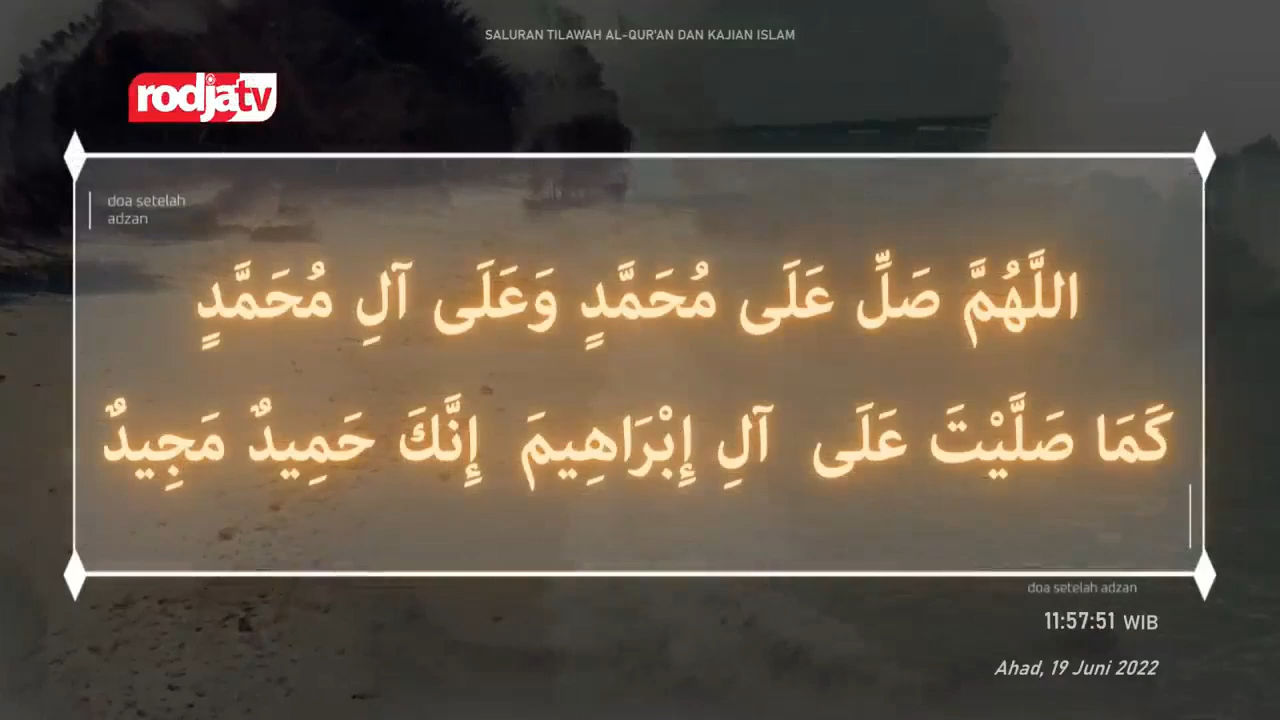 SALURAN TILAWAH AL-QUR'AN DAN KAJIAN ISLAM
rodjatv
doa setelah
adzan
اللَّهُمَّ صَلِّ عَلَى مُحَمَّدٍ وَعَلَى آلِ مُحَمَّدٍ
كَمَا صَلَّيْتَ عَلَى آلِ إِبْرَاهِيمَ إِنَّكَ حَمِيدٌ مَجِيدٌ
doa setelah adzan
11:57:51 WIB
Ahad, 19 Juni 2022